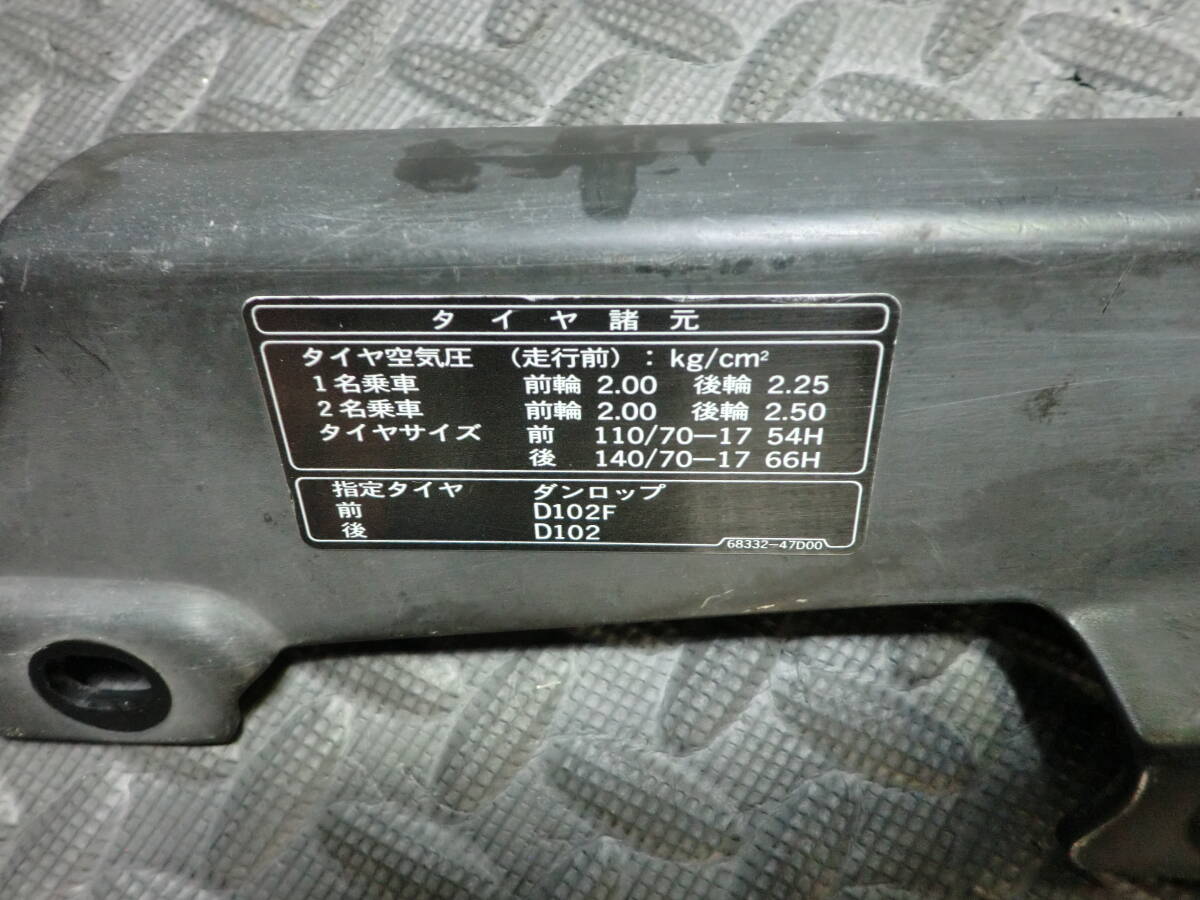 タイヤ諸元
タイヤ空気圧 (走行前) : kg/cm²
1名乗車 前輪 2.00 後輪 2.25
2名乗車 前輪 2.00 後輪 2.50
タイヤサイズ 前 110/70-17 54H
後 140/70-17 66H
指定タイヤ ダンロップ
前 D102F
後 D102
68332-47D00